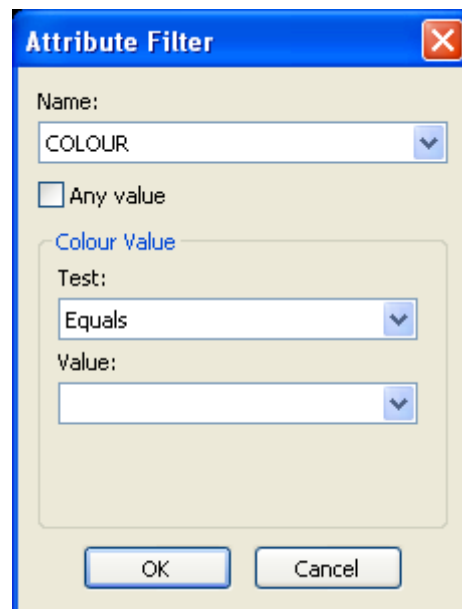 Attribute Filter
Name:
COLOUR
Any value
Colour Value
Test:
Equals
Value:
OK Cancel